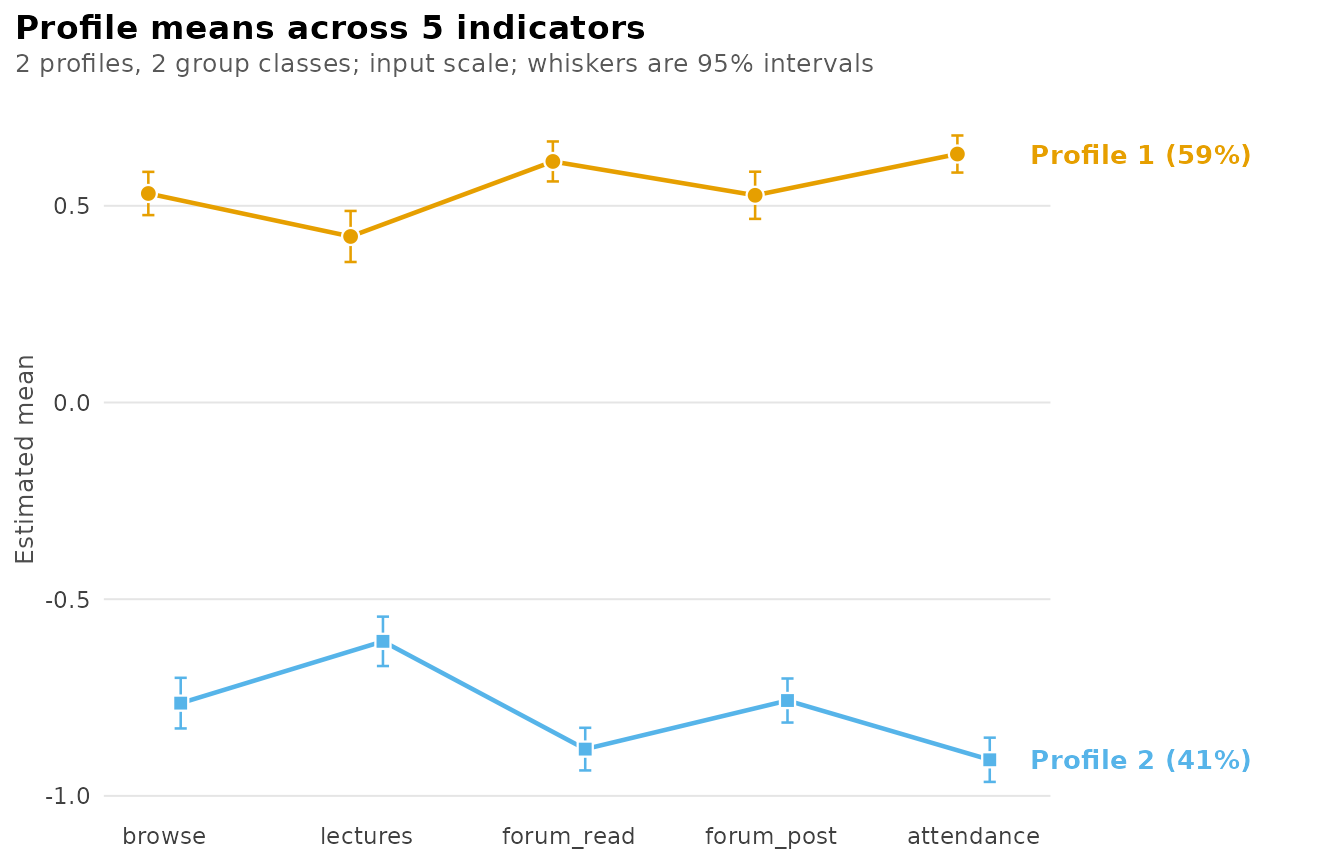 Profile means across 5 indicators
2 profiles, 2 group classes; input scale; whiskers are 95% intervals
Profile 1 (59%)
0.5
0.0
Estimated mean
-0.5
Profile 2 (41%)
-1.0
browse lectures forum_read forum_post attendance